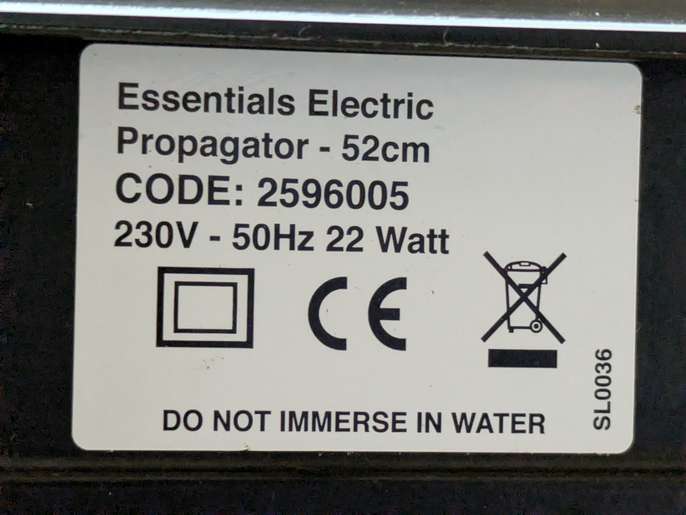 Essentials Electric
Propagator - 52cm
CODE: 2596005
230V - 50Hz 22 Watt
CE
DO NOT IMMERSE IN WATER
SL0036